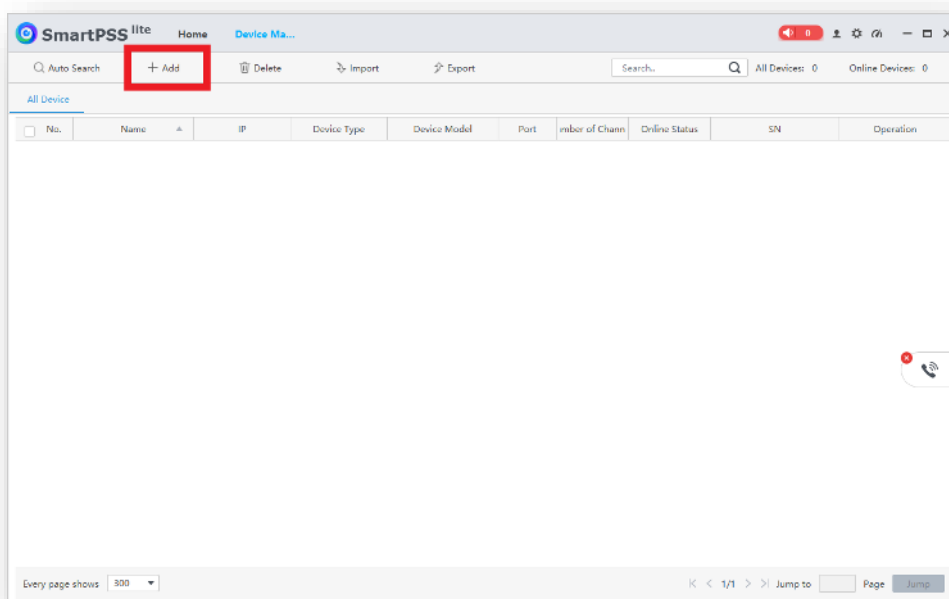 SmartPSS lite Home Device Ma... 0
Auto Search + Add Delete Import Export Search.. All Devices: 0 Online Devices: 0
All Device
No. Name IP Device Type Device Model Port mber of Chann Online Status SN Operation
Every page shows 300 1/1 Jump to Page Jump